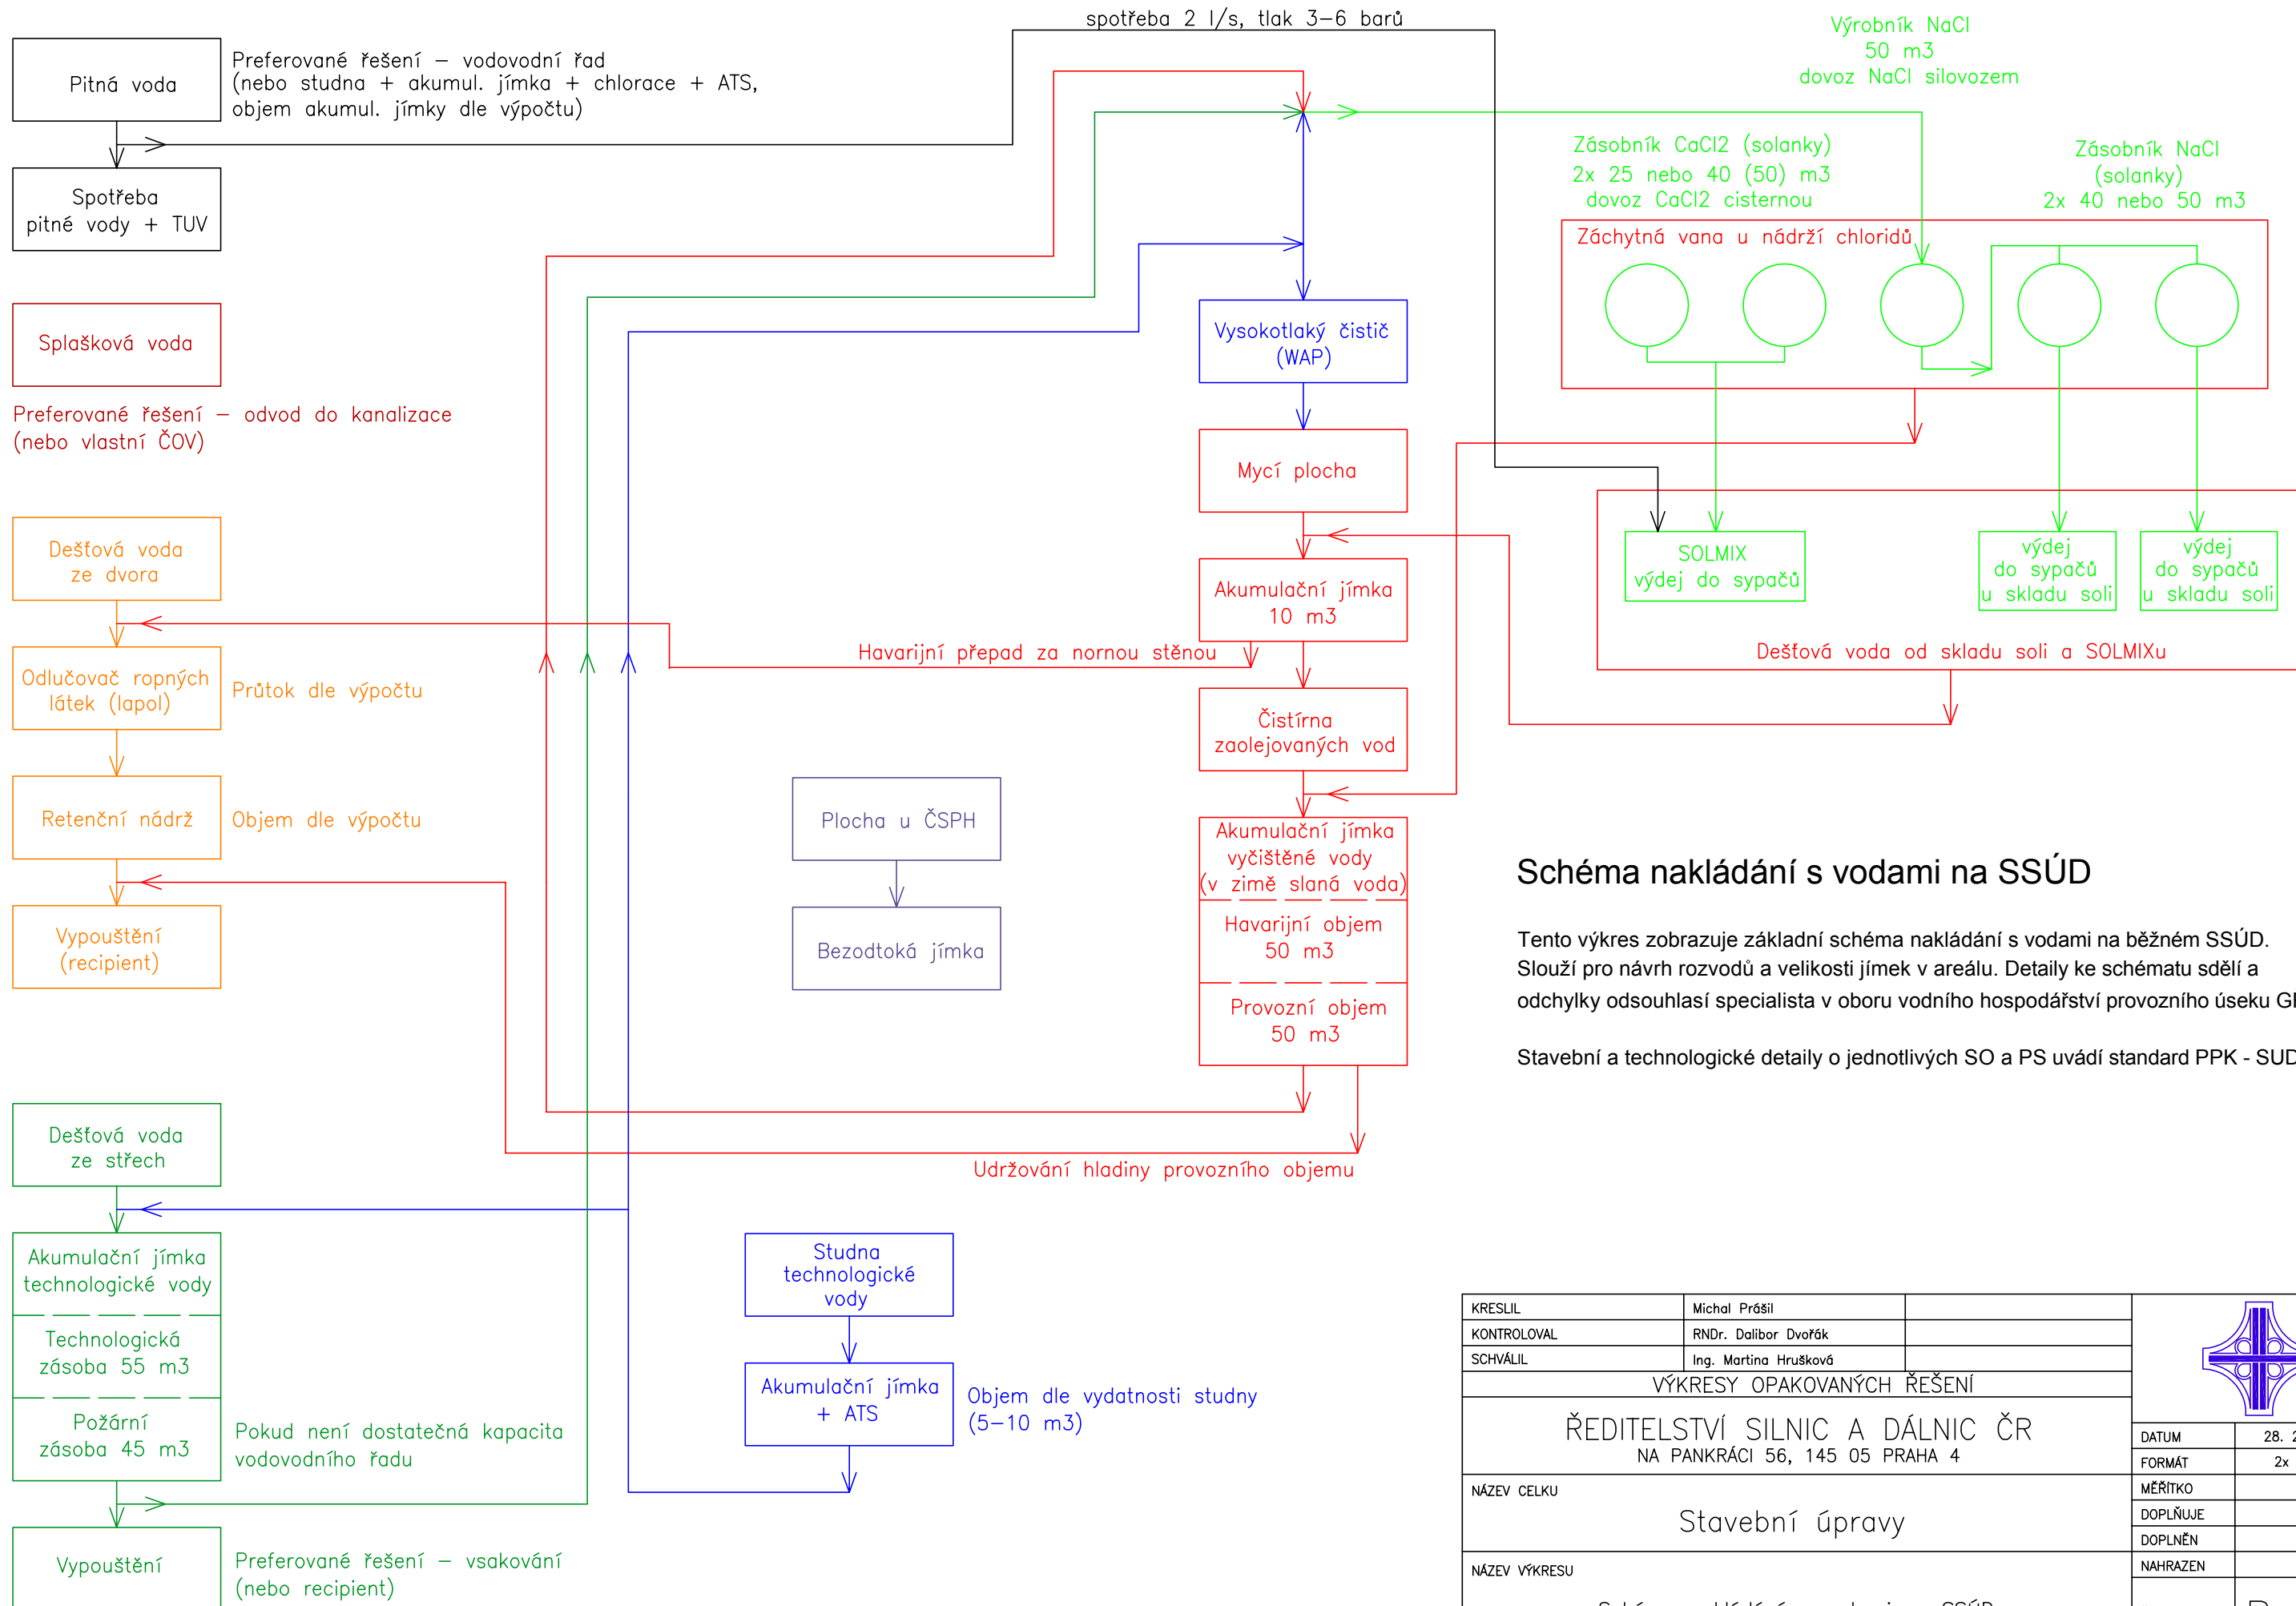 spotřeba 2 l/s, tlak 3–6 barů
Pitná voda
Preferované řešení – vodovodní řad
(nebo studna + akumul. jímka + chlorace + ATS,
objem akumul. jímky dle výpočtu)
Spotřeba
pitné vody + TUV
Splašková voda
Preferované řešení – odvod do kanalizace
(nebo vlastní ČOV)
Dešťová voda
ze dvora
Odlučovač ropných
látek (lapol)
Průtok dle výpočtu
Retenční nádrž
Objem dle výpočtu
Vypouštění
(recipient)
Dešťová voda
ze střech
Akumulační jímka
technologické vody
Technologická
zásoba 55 m3
Požární
zásoba 45 m3
Pokud není dostatečná kapacita
vodovodního řadu
Vypouštění
Preferované řešení – vsakování
(nebo recipient)
Plocha u ČSPH
Bezodtoká jímka
Studna
technologické
vody
Akumulační jímka
+ ATS
Objem dle vydatnosti studny
(5–10 m3)
Vysokotlaký čistič
(WAP)
Mycí plocha
Akumulační jímka
10 m3
Havarijní přepad za nornou stěnou
Čistírna
zaolejovaných vod
Akumulační jímka
vyčištěné vody
(v zimě slaná voda)
Havarijní objem
50 m3
Provozní objem
50 m3
Udržování hladiny provozního objemu
Výrobník NaCl
50 m3
dovoz NaCl silovozem
Zásobník CaCl2 (solanky)
2x 25 nebo 40 (50) m3
dovoz CaCl2 cisternou
Zásobník NaCl
(solanky)
2x 40 nebo 50 m3
Záchytná vana u nádrží chloridů
SOLMIX
výdej do sypačů
výdej
do sypačů
u skladu soli
výdej
do sypačů
u skladu soli
Dešťová voda od skladu soli a SOLMIXu
Schéma nakládání s vodami na SSÚD
Tento výkres zobrazuje základní schéma nakládání s vodami na běžném SSÚD.
Slouží pro návrh rozvodů a velikosti jímek v areálu. Detaily ke schématu sdělí a
odchylky odsouhlasí specialista v oboru vodního hospodářství provozního úseku
Stavební a technologické detaily o jednotlivých SO a PS uvádí standard PPK -
KRESLIL Michal Prášil
KONTROLOVAL RNDr. Dalibor Dvořák
SCHVÁLIL Ing. Martina Hrušková
VÝKRESY OPAKOVANÝCH ŘEŠENÍ
ŘEDITELSTVÍ SILNIC A DÁLNIC ČR
NA PANKRÁCI 56, 145 05 PRAHA 4
NÁZEV CELKU
Stavební úpravy
NÁZEV VÝKRESU
DATUM 28.
FORMÁT 2x
MĚŘÍTKO
DOPLŇUJE
DOPLNĚN
NAHRAZEN